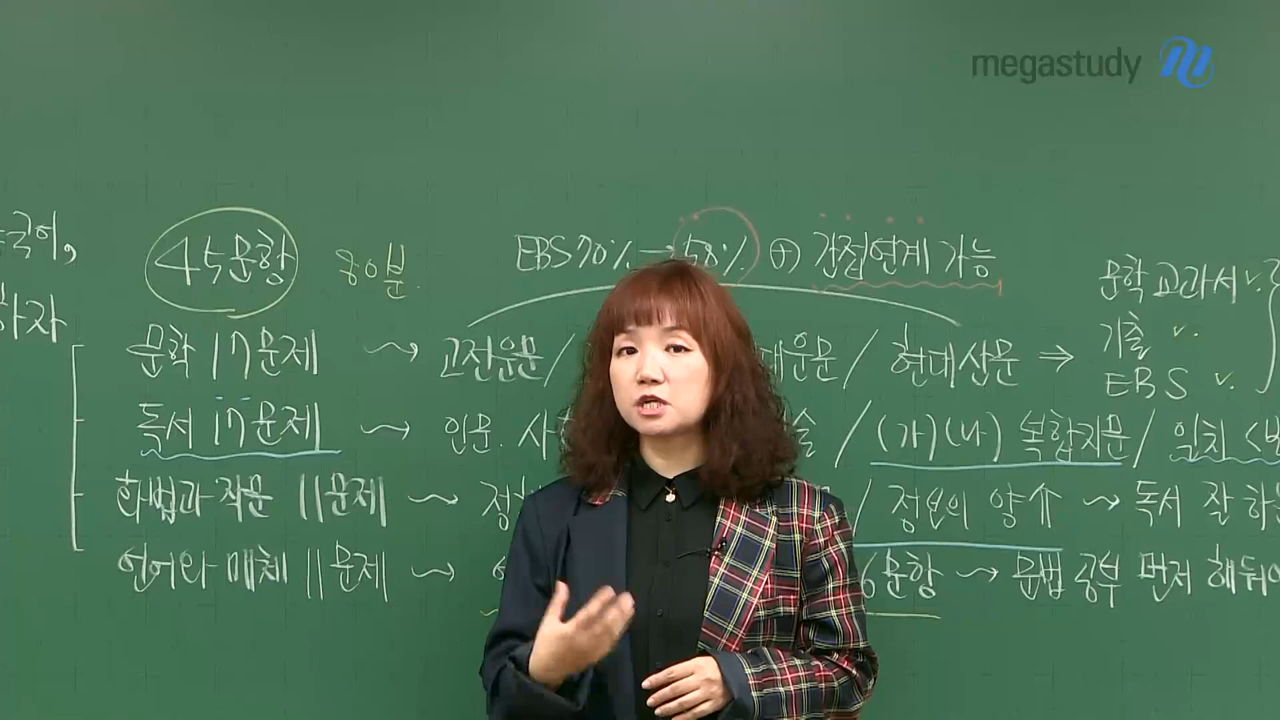 megastudy
국어,
하자
45문항 80분
EBS 70% → 58% ⊕ 간접연계 가능
문학 17문제 → 고전운문 / 대운문 / 현대산문 ⇒
문학 교과서 v.
기출 v.
EBS v.
독서 17문제 → 인문. 사 술 / (가)(나) 복합지문 / 일치 <
화법과 작문 11문제 → 정 / 정보의 양↑ → 독서 잘 하
언어와 매체 11문제 → 6문항 → 문법 공부 먼저 해둬야